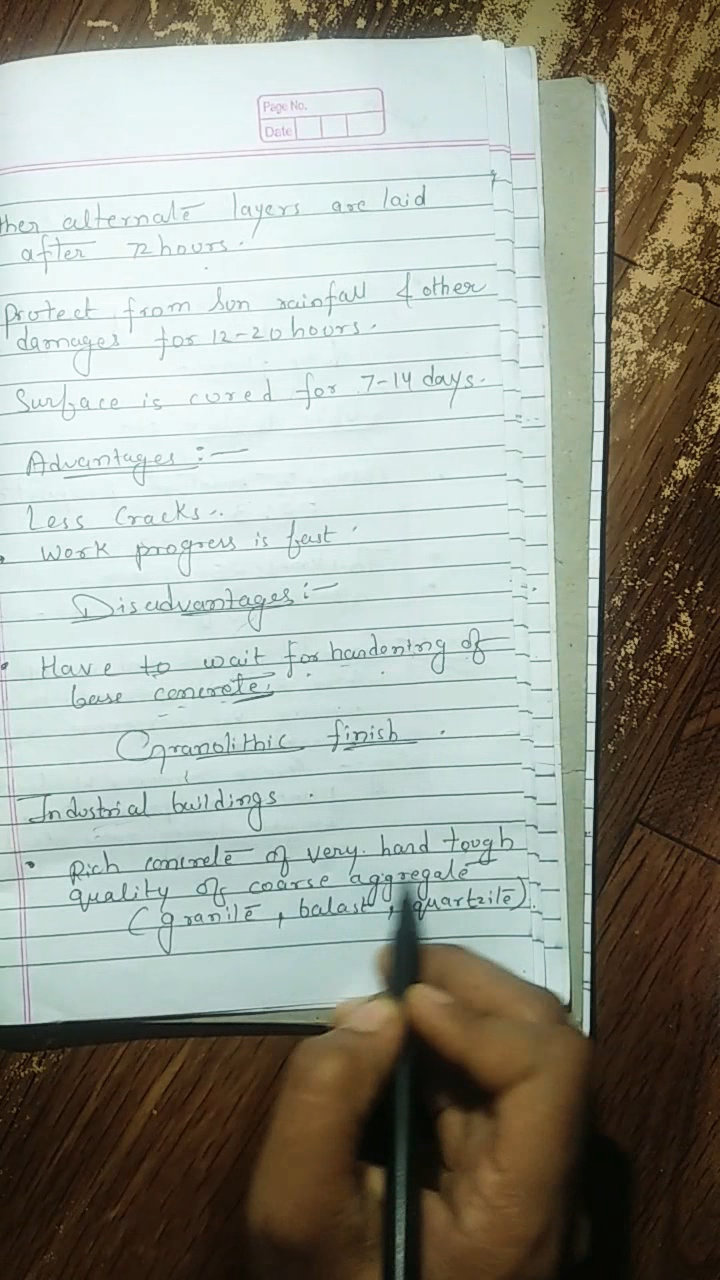 Page No.
Date
ther alternate layers are laid
after 72 hours.
Protect from Sun rainfall & other
damages for 12-20 hours.
Surface is cured for 7-14 days.
Advantages :-
Less Cracks..
• Work progress is fast.
Disadvantages :-
• Have to wait for hardening of
base concrete.
Granolithic finish .
Industrial buildings .
• Rich concrete of very hard tough
quality of coarse aggregate
(granite, balast, quartzite).